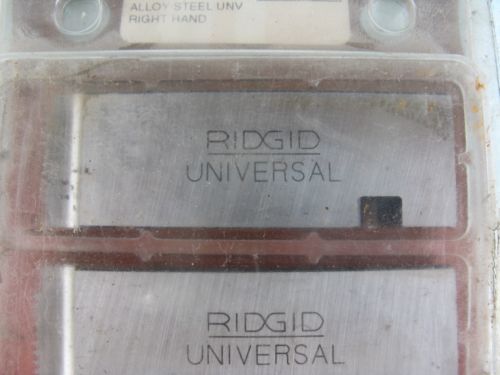 ALLOY STEEL UNV
RIGHT HAND
RIDGID
UNIVERSAL
RIDGID
UNIVERSAL